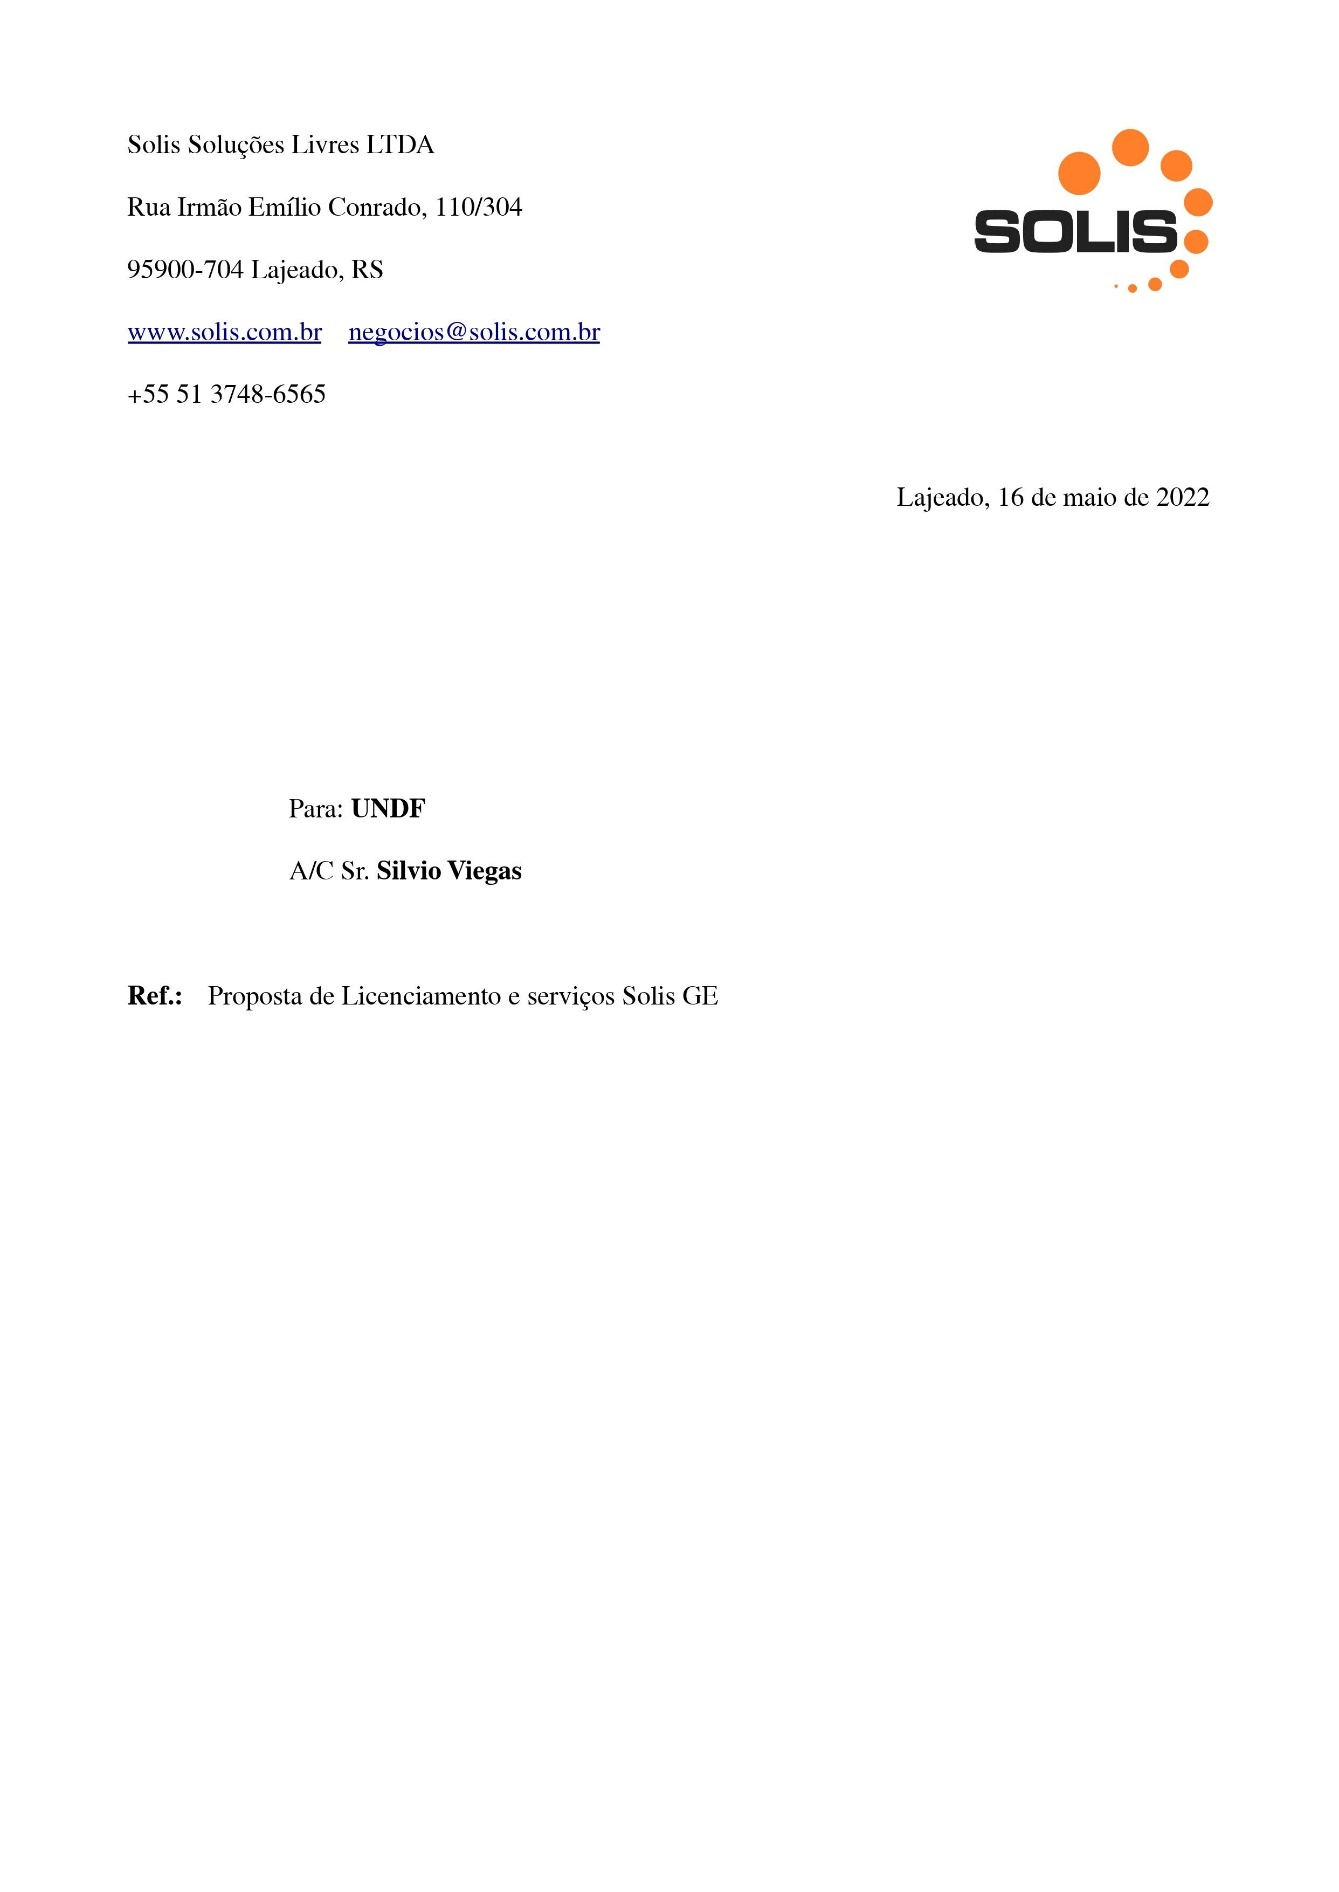 Solis Soluções Livres LTDA
Rua Irmão Emílio Conrado, 110/304
95900-704 Lajeado, RS
www.solis.com.br negocios@solis.com.br
+55 51 3748-6565
SOLIS
Lajeado, 16 de maio de 2022
Para: UNDF
A/C Sr. Silvio Viegas
Ref.: Proposta de Licenciamento e serviços Solis GE